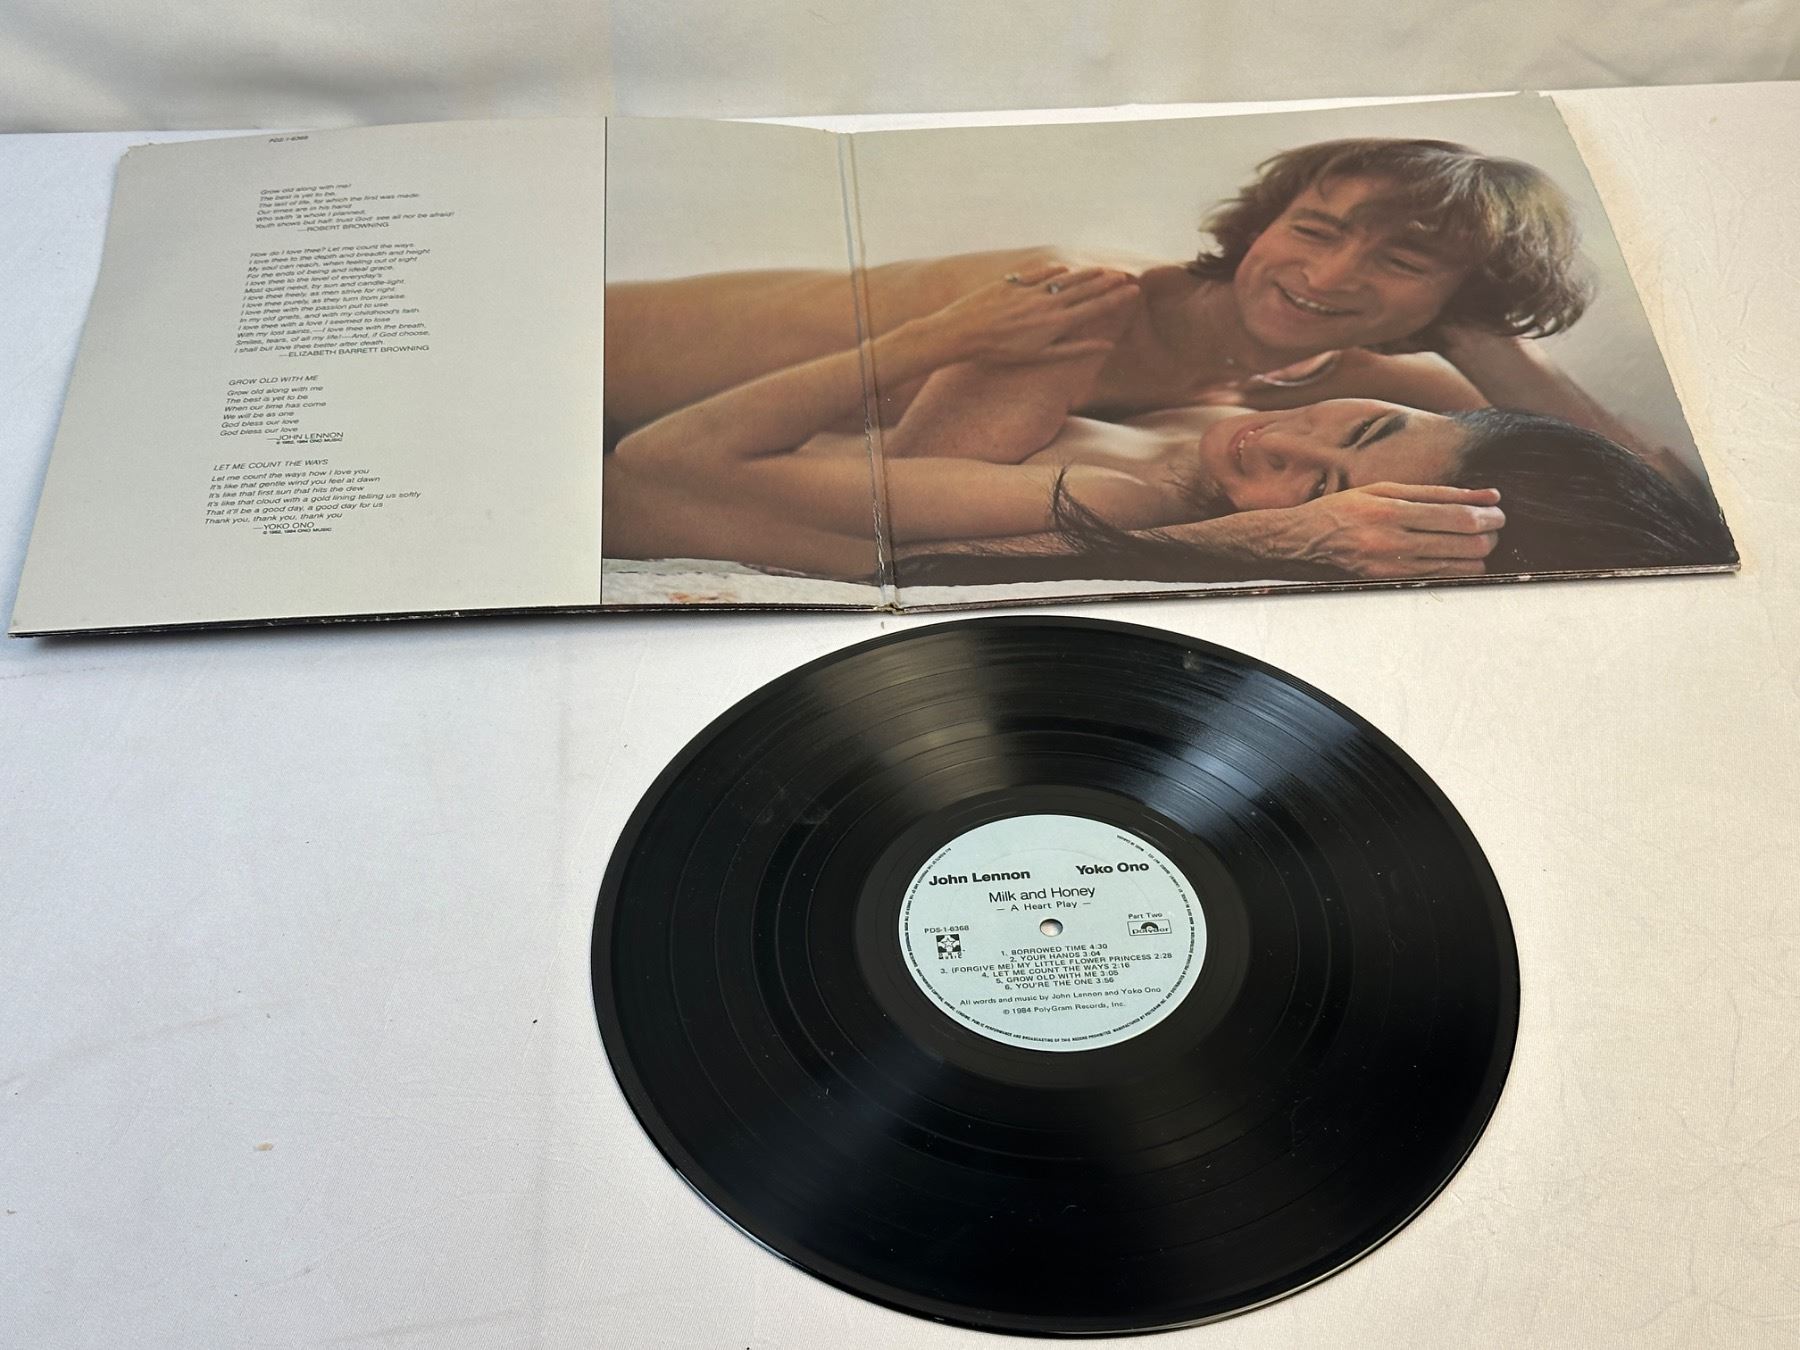 PDS-1-6368
Grow old along with me!
The best is yet to be,
The last of life, for which the first was made:
Our times are in his hand
Who saith 'a whole I planned,
Youth shows but half; trust God: see all nor be afraid!
—ROBERT BROWNING
How do I love thee? Let me count the ways.
I love thee to the depth and breadth and height
My soul can reach, when feeling out of sight
For the ends of being and ideal grace.
I love thee to the level of everyday's
Most quiet need, by sun and candle-light.
I love thee freely, as men strive for right.
I love thee purely, as they turn from praise.
I love thee with the passion put to use
In my old griefs, and with my childhood's faith.
I love thee with a love I seemed to lose
With my lost saints,—I love thee with the breath,
Smiles, tears, of all my life!—And, if God choose,
I shall but love thee better after death.
—ELIZABETH BARRETT BROWNING
GROW OLD WITH ME
Grow old along with me
The best is yet to be
When our time has come
We will be as one
God bless our love
God bless our love
—JOHN LENNON
© 1982, 1984 ONO MUSIC
LET ME COUNT THE WAYS
Let me count the ways how I love you
It's like that gentle wind you feel at dawn
It's like that first sun that hits the dew
It's like that cloud with a gold lining telling us softly
That it'll be a good day, a good day for us
Thank you, thank you, thank you
—YOKO ONO
© 1982, 1984 ONO MUSIC
John Lennon Yoko Ono
Milk and Honey
– A Heart Play –
PDS-1-6368
Part Two
Polydor
MUSIC
1. BORROWED TIME 4:30
2. YOUR HANDS 3:04
3. (FORGIVE ME) MY LITTLE FLOWER PRINCESS 2:28
4. LET ME COUNT THE WAYS 2:16
5. GROW OLD WITH ME 3:05
6. YOU'RE THE ONE 3:56
All words and music by John Lennon and Yoko Ono
℗ 1984 PolyGram Records, Inc.